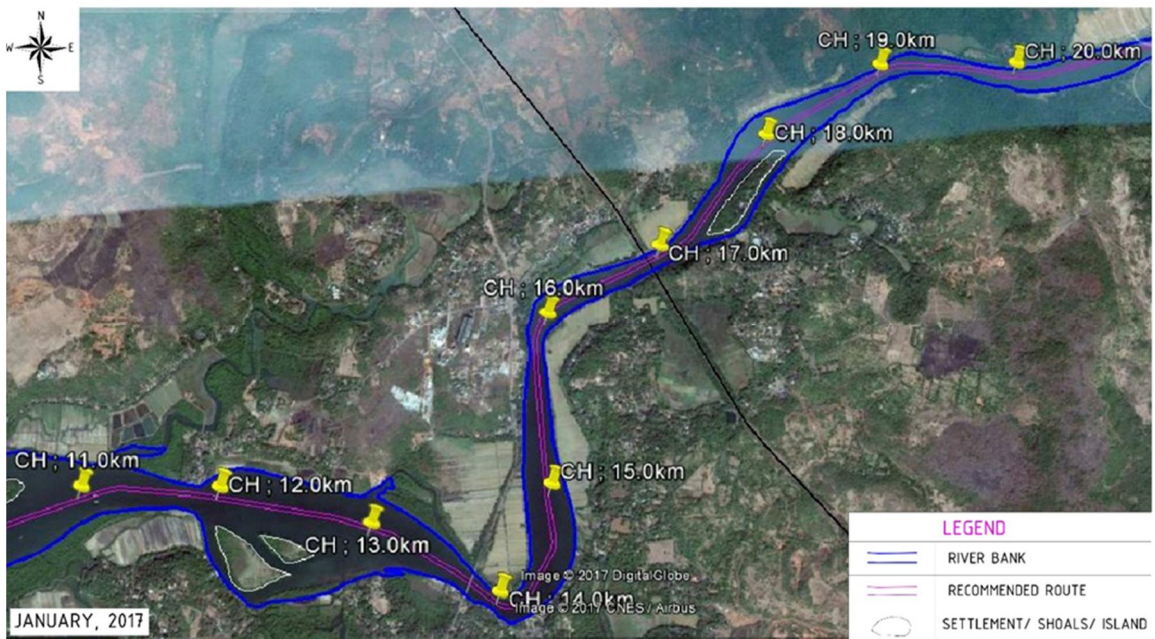 N
W E
S
CH ; 19.0km
CH ; 20.0km
CH ; 18.0km
CH ; 17.0km
CH ; 16.0km
CH ; 15.0km
CH ; 11.0km
CH ; 12.0km
CH ; 13.0km
Image © 2017 DigitalGlobe
CH ; 14.0km
Image © 2017 CNES / Airbus
JANUARY, 2017
LEGEND
RIVER BANK
RECOMMENDED ROUTE
SETTLEMENT/ SHOALS/ ISLAND